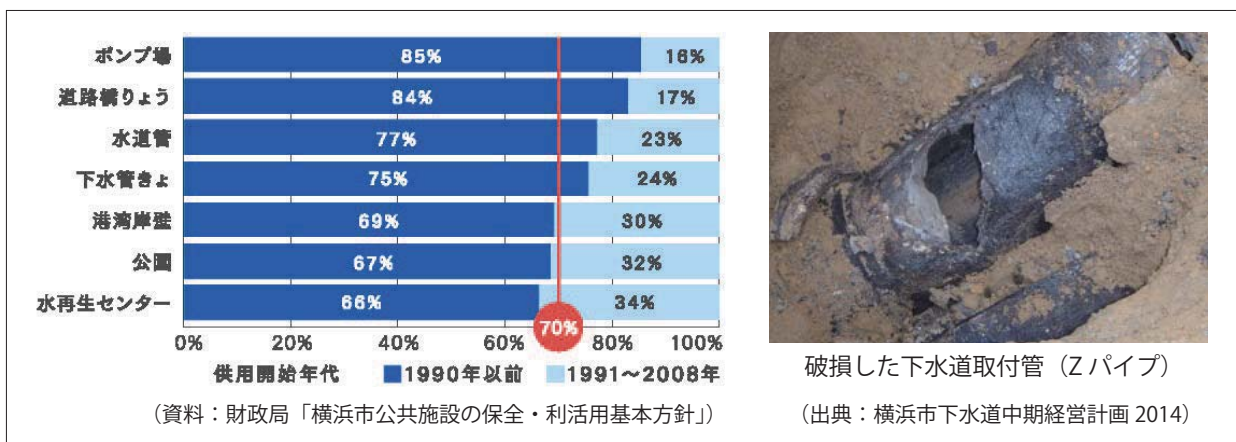 ポンプ場 85% 16%
道路橋りょう 84% 17%
水道管 77% 23%
下水管きょ 75% 24%
港湾岸壁 69% 30%
公園 67% 32%
水再生センター 66% 34%
70%
0% 20% 40% 60% 80% 100%
供用開始年代 1990年以前 1991〜2008年
（資料：財政局「横浜市公共施設の保全・利活用基本方針」）
破損した下水道取付管（Z パイプ）
（出典：横浜市下水道中期経営計画 2014）